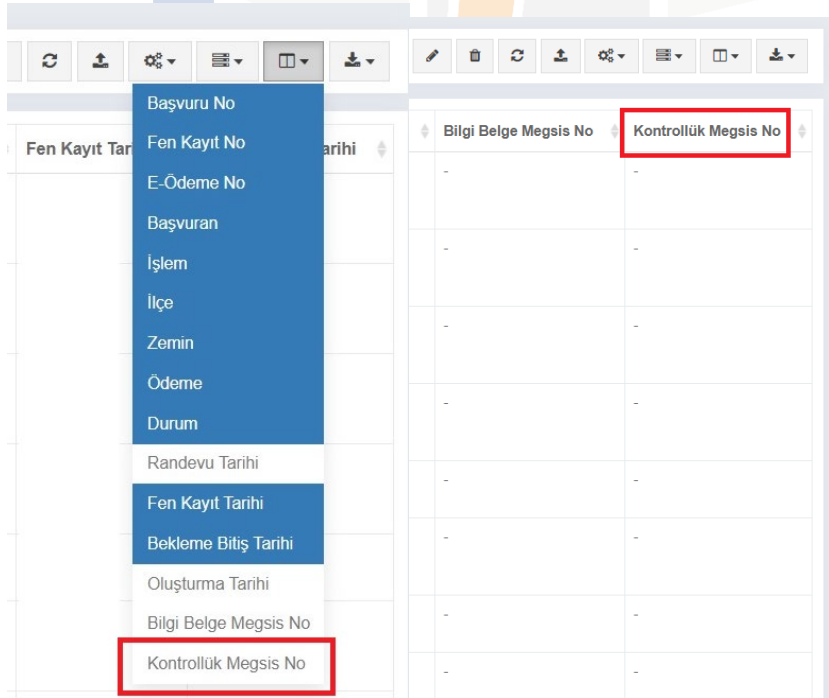 Fen Kayıt Tari
arihi
Başvuru No
Fen Kayıt No
E-Ödeme No
Başvuran
İşlem
İlçe
Zemin
Ödeme
Durum
Randevu Tarihi
Fen Kayıt Tarihi
Bekleme Bitiş Tarihi
Oluşturma Tarihi
Bilgi Belge Megsis No
Kontrollük Megsis No
Bilgi Belge Megsis No Kontrollük Megsis No
- -
- -
- -
- -
- -
- -
- -
- -